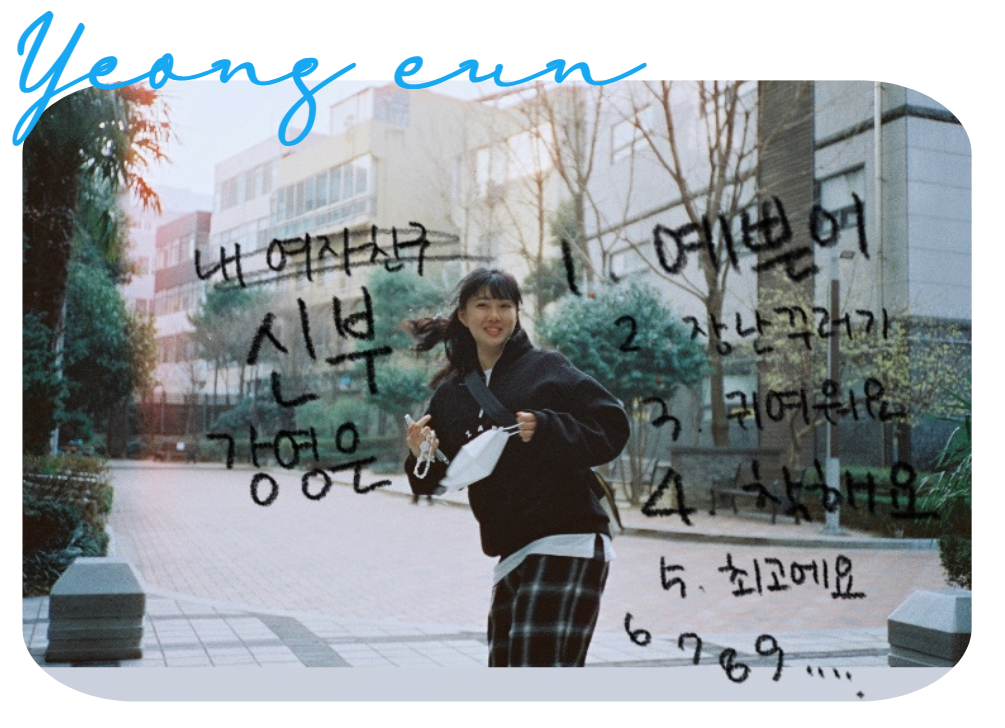 Yeong eun
내 여자친구
신부
강영은
1. 예쁜이
2 장난꾸러기
3. 귀여워요
4. 착해요
5. 최고에요
6 7 8 9 ....